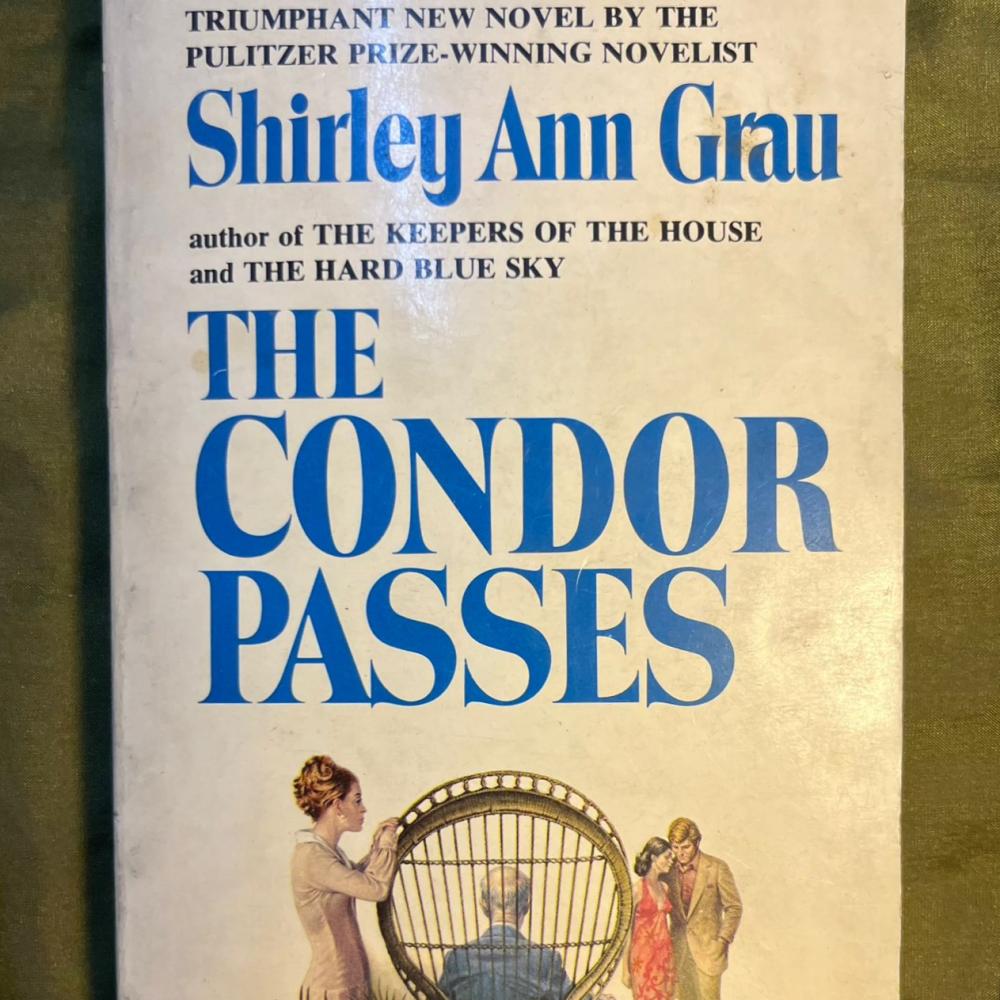 TRIUMPHANT NEW NOVEL BY THE
PULITZER PRIZE-WINNING NOVELIST
Shirley Ann Grau
author of THE KEEPERS OF THE HOUSE
and THE HARD BLUE SKY
THE
CONDOR
PASSES